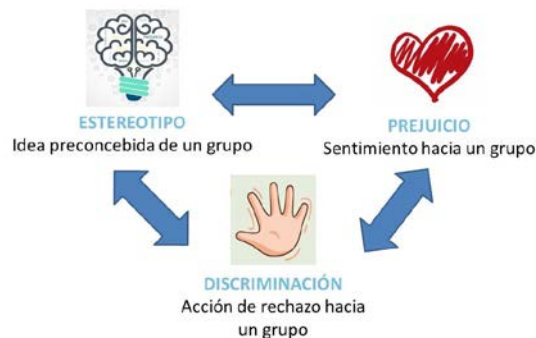 ESTEREOTIPO
Idea preconcebida de un grupo
PREJUICIO
Sentimiento hacia un grupo
DISCRIMINACIÓN
Acción de rechazo hacia
un grupo